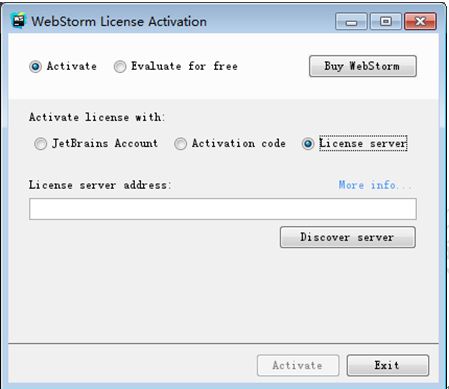 WebStorm License Activation
Activate Evaluate for free Buy WebStorm
Activate license with:
JetBrains Account Activation code License server
License server address: More info...
Discover server
Activate Exit